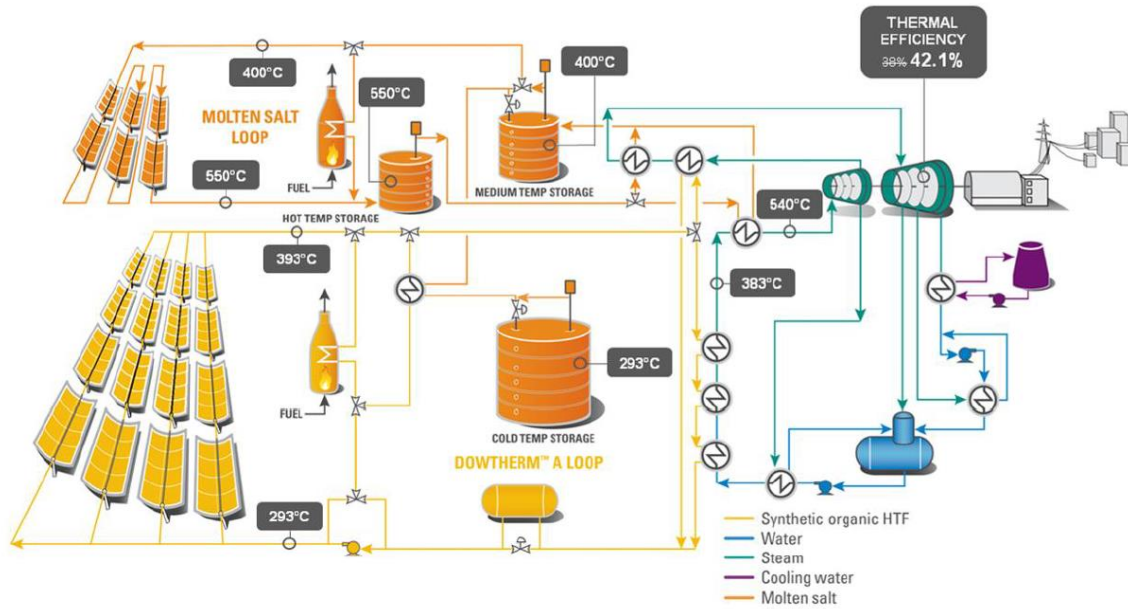 THERMAL
EFFICIENCY
38% 42.1%
400°C
400°C
550°C
MOLTEN SALT
LOOP
FUEL
MEDIUM TEMP STORAGE
550°C
HOT TEMP STORAGE
540°C
393°C
383°C
293°C
FUEL
COLD TEMP STORAGE
DOWTHERM™ A LOOP
293°C
Synthetic organic HTF
Water
Steam
Cooling water
Molten salt